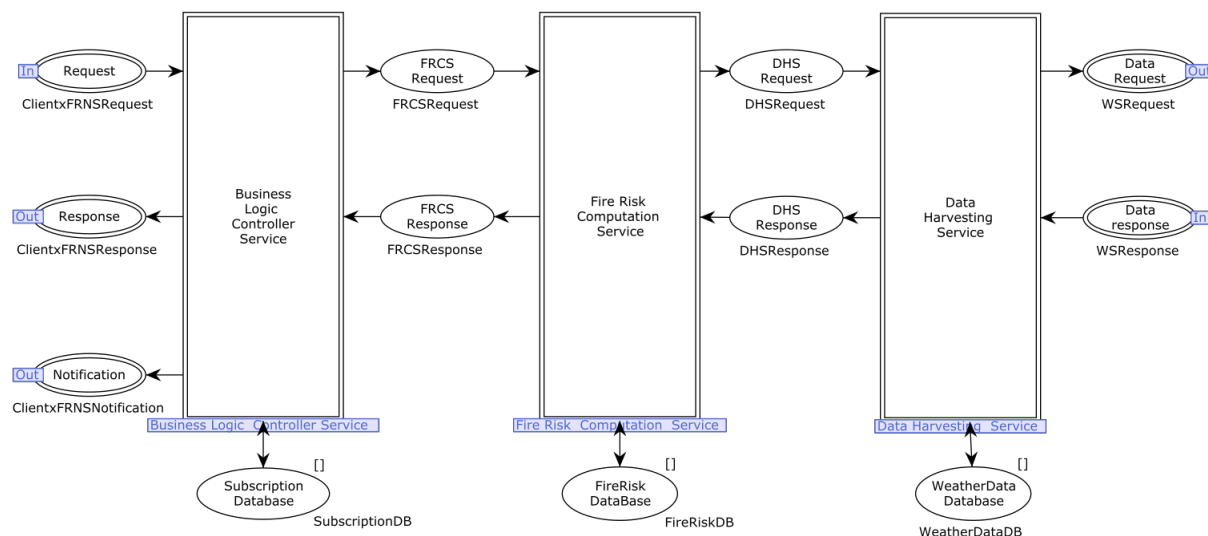 In
Request
ClientxFRNSRequest
FRCS
Request
FRCSRequest
DHS
Request
DHSRequest
Data
Request
Out
WSRequest
Out
Response
ClientxFRNSResponse
Business
Logic
Controller
Service
FRCS
Response
FRCSResponse
Fire Risk
Computation
Service
DHS
Response
DHSResponse
Data
Harvesting
Service
Data
response
In
WSResponse
Out
Notification
ClientxFRNSNotification
Business Logic Controller Service
Fire Risk Computation Service
Data Harvesting Service
[]
Subscription
Database
SubscriptionDB
[]
FireRisk
DataBase
FireRiskDB
[]
WeatherData
Database
WeatherDataDB